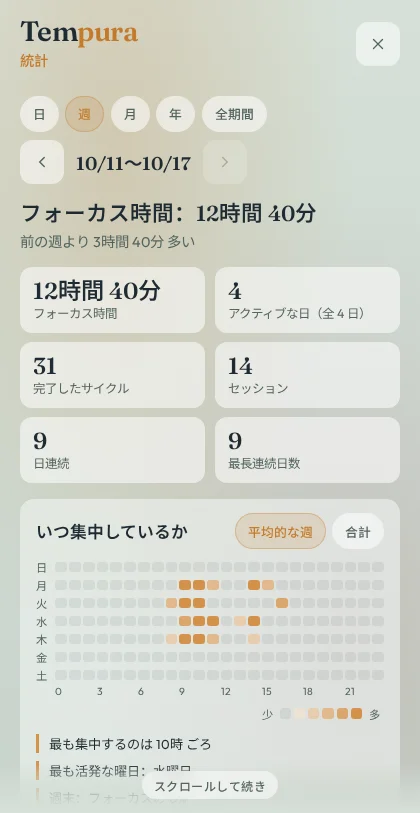 Tempura
統計
日 週 月 年 全期間
10/11〜10/17
フォーカス時間：12時間 40分
前の週より 3時間 40分 多い
12時間 40分
フォーカス時間
4
アクティブな日（全 4 日）
31
完了したサイクル
14
セッション
9
日連続
9
最長連続日数
いつ集中しているか
平均的な週 合計
日
月
火
水
木
金
土
0 3 6 9 12 15 18 21
少 多
最も集中するのは 10時 ごろ
最も活発な曜日：水曜日
スクロールして続き
週末：フォーカス